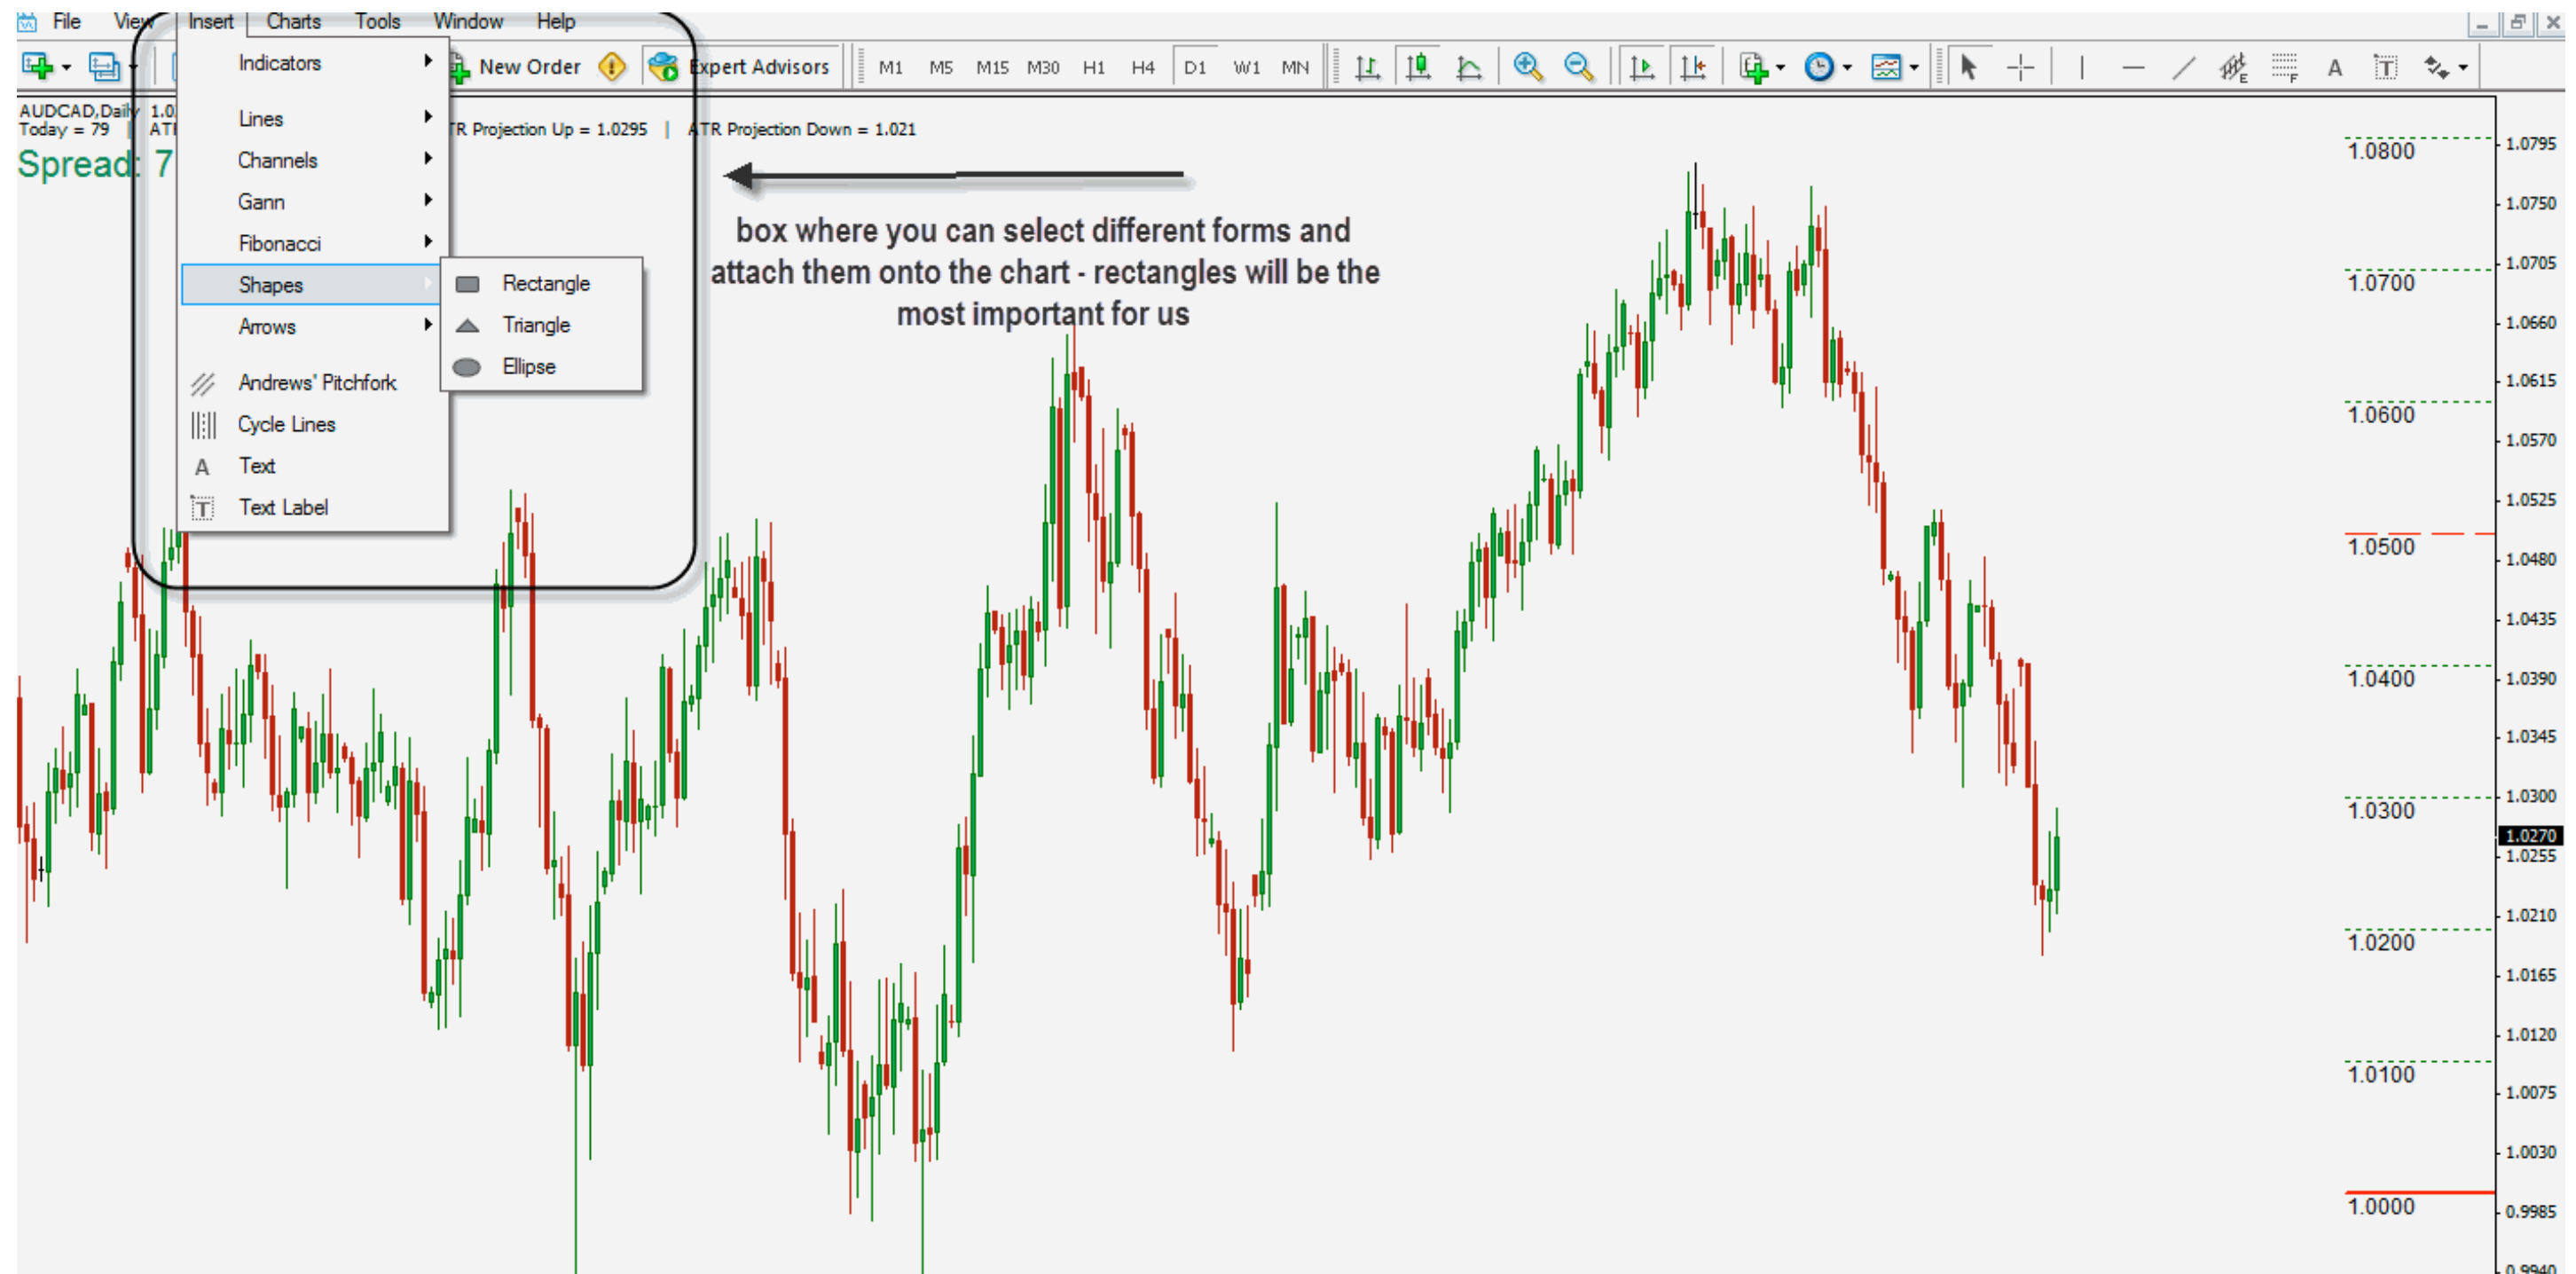 File View Insert Charts Tools Window Help
New Order Expert Advisors M1 M5 M15 M30 H1 H4 D1 W1 MN
Indicators
Lines
Channels
Gann
Fibonacci
Shapes
Arrows
Andrews' Pitchfork
Cycle Lines
Text
Text Label
Rectangle
Triangle
Ellipse
AUDCAD,Daily 1.0
Today = 79 | AT
TR Projection Up = 1.0295 | ATR Projection Down = 1.021
Spread: 7
box where you can select different forms and
attach them onto the chart - rectangles will be the
most important for us
1.0800
1.0700
1.0600
1.0500
1.0400
1.0300
1.0200
1.0100
1.0000
1.0795
1.0750
1.0705
1.0660
1.0615
1.0570
1.0525
1.0480
1.0435
1.0390
1.0345
1.0300
1.0270
1.0255
1.0210
1.0165
1.0120
1.0075
1.0030
0.9985
0.9940